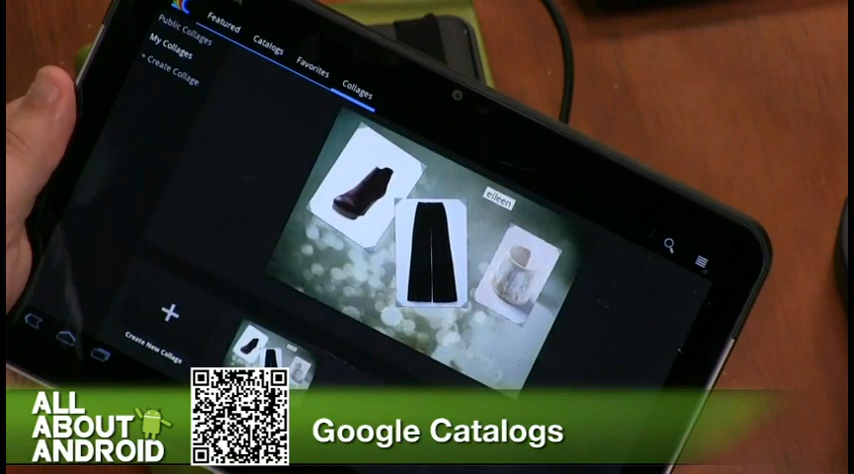 Featured
Catalogs
Favorites
Collages
Public Collages
My Collages
+ Create Collage
eileen
Create New Collage
ALL
ABOUT
ANDROID
Google Catalogs